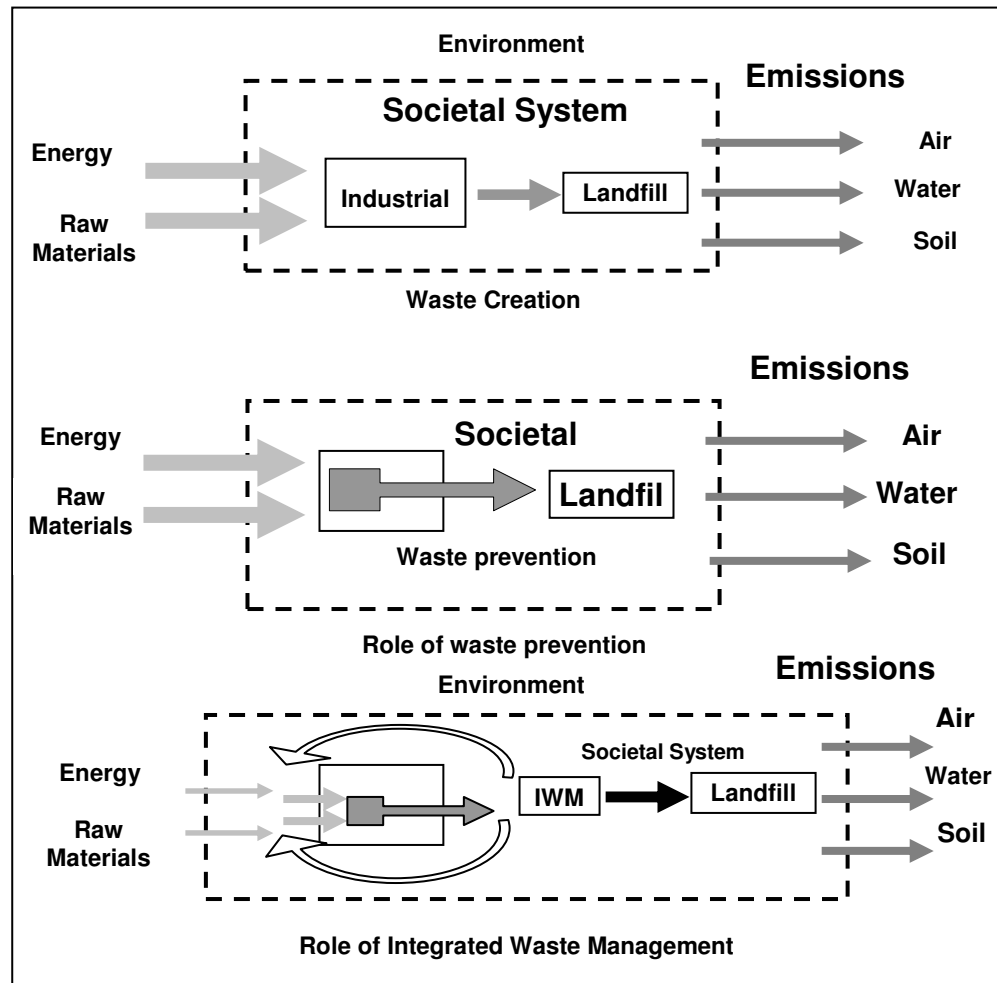 Environment
Emissions
Societal System
Energy
Raw
Materials
Industrial
Landfill
Air
Water
Soil
Waste Creation
Emissions
Energy
Raw
Materials
Societal
Landfil
Waste prevention
Air
Water
Soil
Role of waste prevention
Environment
Emissions
Energy
Raw
Materials
Societal System
IWM
Landfill
Air
Water
Soil
Role of Integrated Waste Management